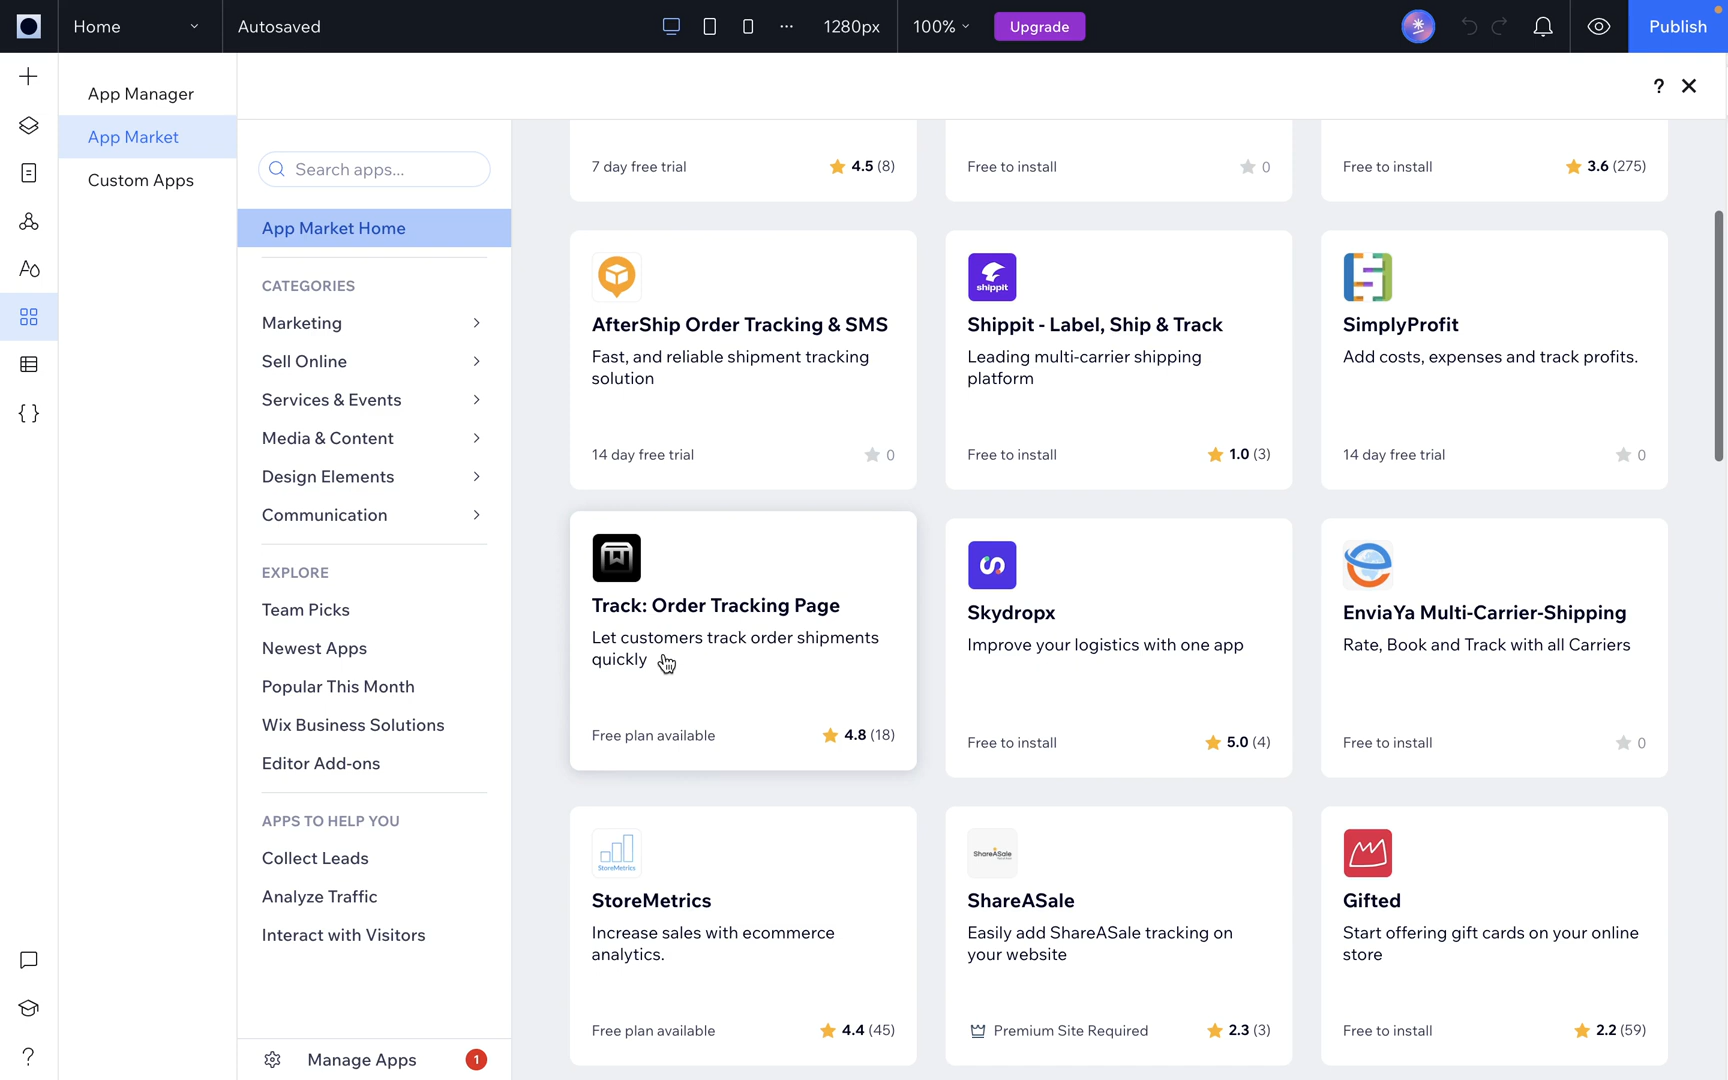 Home
Autosaved
1280px
100%
Upgrade
Publish
App Manager
App Market
Custom Apps
?
Search apps...
App Market Home
CATEGORIES
Marketing
Sell Online
Services & Events
Media & Content
Design Elements
Communication
EXPLORE
Team Picks
Newest Apps
Popular This Month
Wix Business Solutions
Editor Add-ons
APPS TO HELP YOU
Collect Leads
Analyze Traffic
Interact with Visitors
Manage Apps
1
7 day free trial
4.5 (8)
Free to install
0
Free to install
3.6 (275)
AfterShip Order Tracking & SMS
Fast, and reliable shipment tracking
solution
14 day free trial
0
shippit
Shippit - Label, Ship & Track
Leading multi-carrier shipping
platform
Free to install
1.0 (3)
SimplyProfit
Add costs, expenses and track profits.
14 day free trial
0
Track: Order Tracking Page
Let customers track order shipments
quickly
Free plan available
4.8 (18)
Skydropx
Improve your logistics with one app
Free to install
5.0 (4)
EnviaYa Multi-Carrier-Shipping
Rate, Book and Track with all Carriers
Free to install
0
StoreMetrics
StoreMetrics
Increase sales with ecommerce
analytics.
Free plan available
4.4 (45)
ShareASale
ShareASale
Easily add ShareASale tracking on
your website
Premium Site Required
2.3 (3)
Gifted
Start offering gift cards on your online
store
Free to install
2.2 (59)